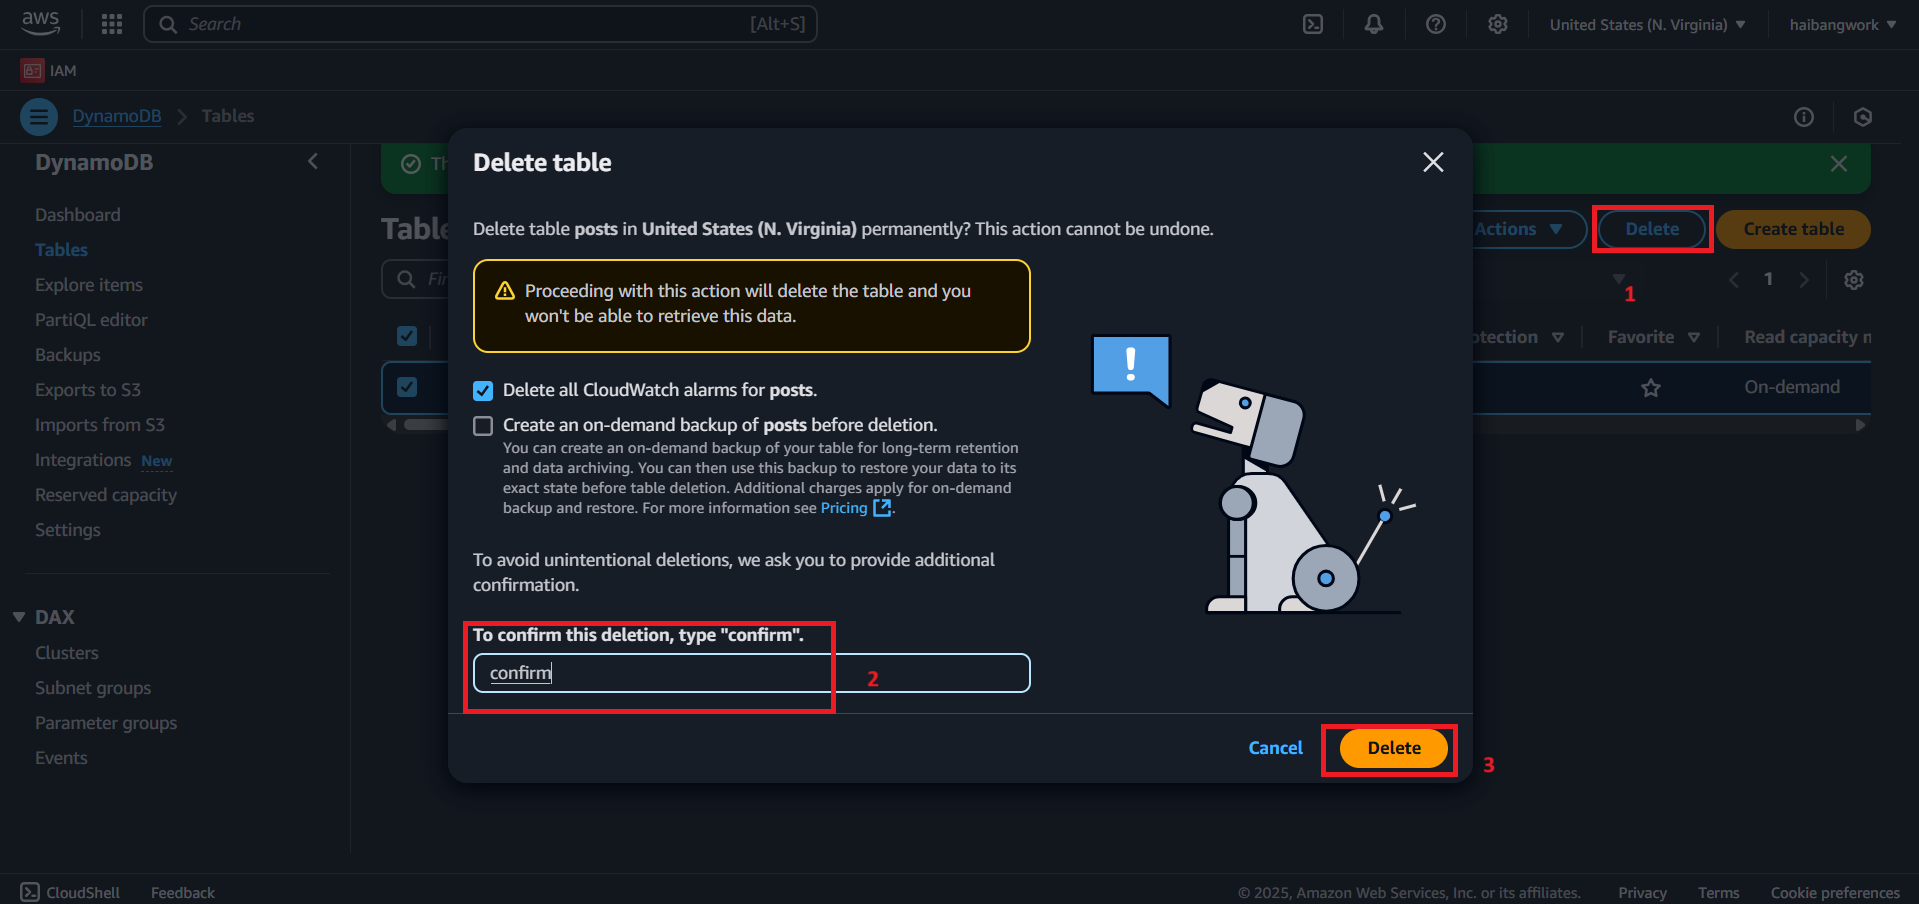 aws
Search
[Alt+S]
United States (N. Virginia)
haibangwork
IAM
DynamoDB
Tables
DynamoDB
Dashboard
Tables
Explore items
PartiQL editor
Backups
Exports to S3
Imports from S3
Integrations New
Reserved capacity
Settings
DAX
Clusters
Subnet groups
Parameter groups
Events
Actions
Delete
Create table
1
1
Favorite
Read capacity
On-demand
Delete table
Delete table posts in United States (N. Virginia) permanently? This action cannot be undone.
Proceeding with this action will delete the table and you
won't be able to retrieve this data.
!
Delete all CloudWatch alarms for posts.
Create an on-demand backup of posts before deletion.
You can create an on-demand backup of your table for long-term retention
and data archiving. You can then use this backup to restore your data to its
exact state before table deletion. Additional charges apply for on-demand
backup and restore. For more information see Pricing.
To avoid unintentional deletions, we ask you to provide additional
confirmation.
To confirm this deletion, type "confirm".
confirm
2
Cancel
Delete
3
CloudShell
Feedback
© 2025, Amazon Web Services, Inc. or its affiliates.
Privacy
Terms
Cookie preferences